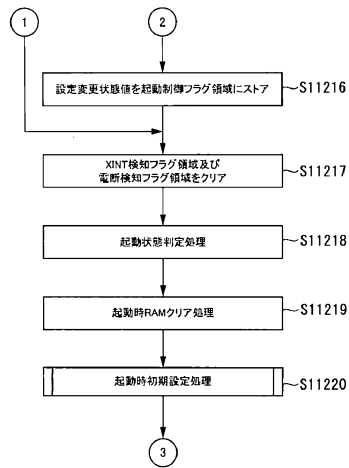 1
2
設定変更状態値を起動制御フラグ領域にストア
S11216
XINT検知フラグ領域及び
電断検知フラグ領域をクリア
S11217
起動状態判定処理
S11218
起動時RAMクリア処理
S11219
起動時初期設定処理
S11220
3